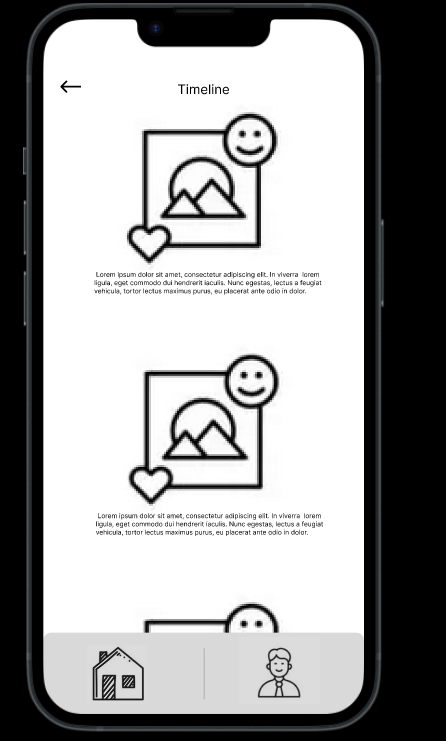 Timeline
Lorem ipsum dolor sit amet, consectetur adipiscing elit. In viverra lorem
ligula, eget commodo dui hendrerit iaculis. Nunc egestas, lectus a feugiat
vehicula, tortor lectus maximus purus, eu placerat ante odio in dolor.
Lorem ipsum dolor sit amet, consectetur adipiscing elit. In viverra lorem
ligula, eget commodo dui hendrerit iaculis. Nunc egestas, lectus a feugiat
vehicula, tortor lectus maximus purus, eu placerat ante odio in dolor.